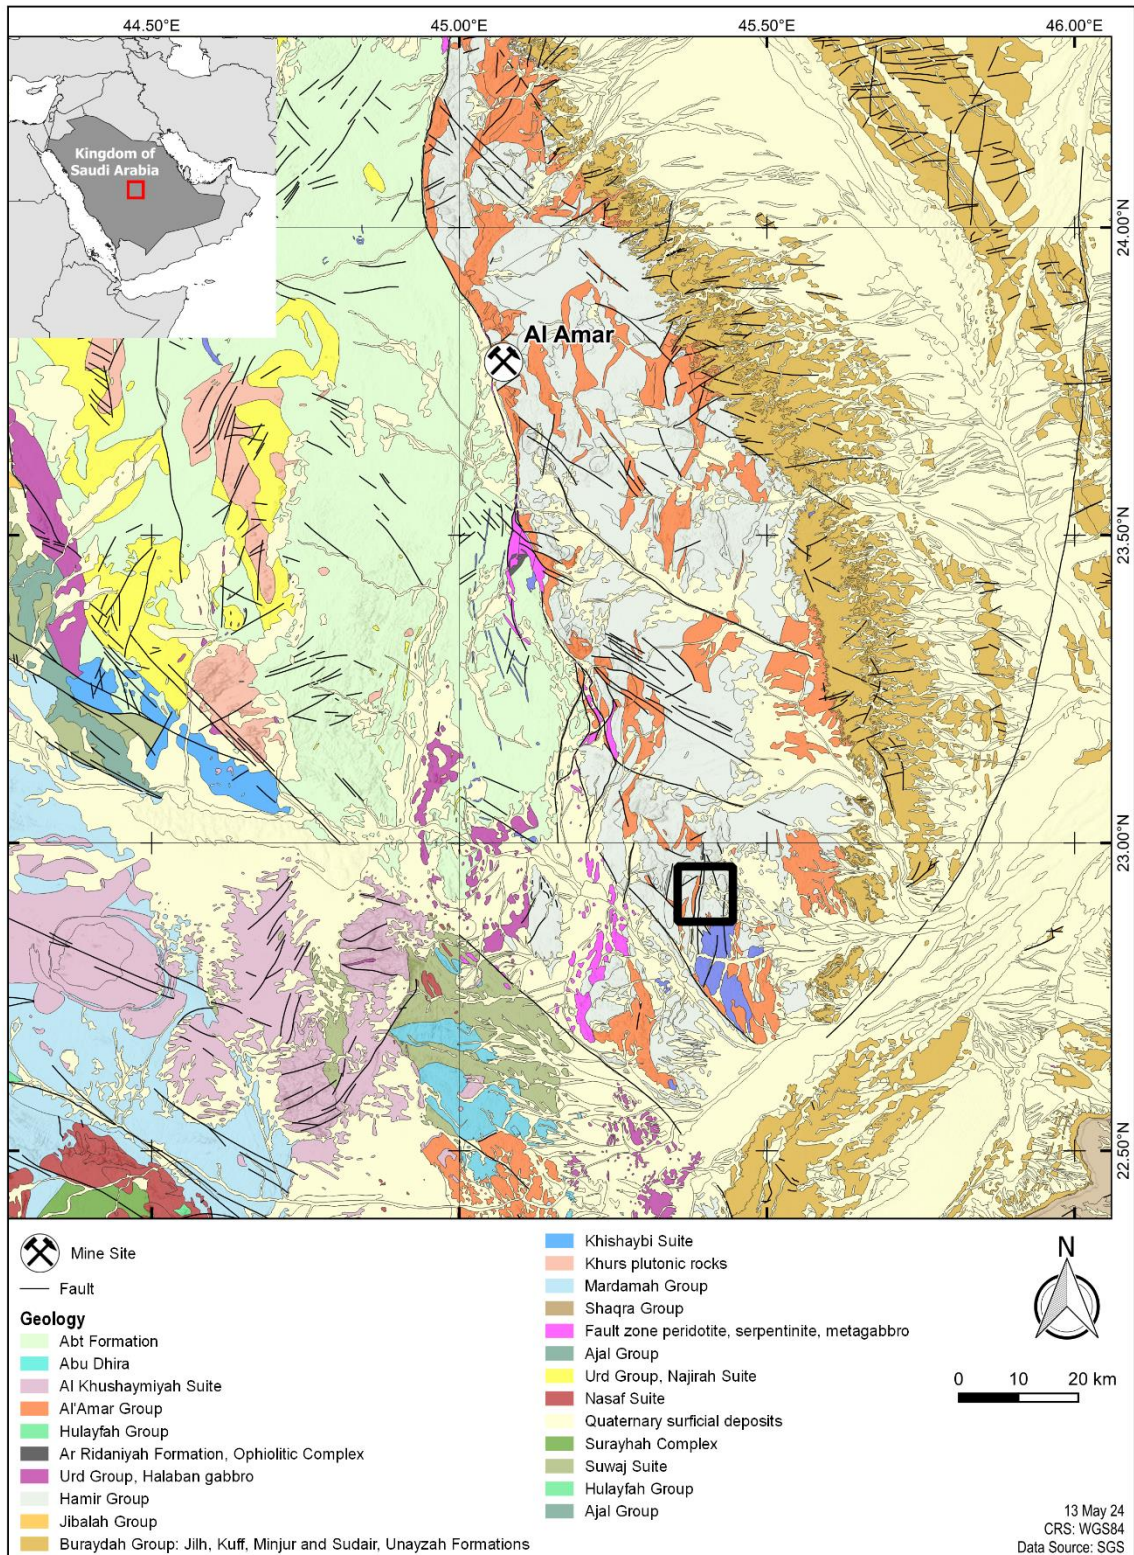 44.50°E
45.00°E
45.50°E
46.00°E
Kingdom of
Saudi Arabia
24.00°N
Al Amar
23.50°N
23.00°N
22.50°N
Mine Site
Fault
Geology
Abt Formation
Abu Dhira
Al Khushaymiyah Suite
Al'Amar Group
Hulayfah Group
Ar Ridaniyah Formation, Ophiolitic Complex
Urd Group, Halaban gabbro
Hamir Group
Jibalah Group
Buraydah Group: Jilh, Kuff, Minjur and Sudair, Unayzah Formations
Khishaybi Suite
Khurs plutonic rocks
Mardamah Group
Shaqra Group
Fault zone peridotite, serpentinite, metagabbro
Ajal Group
Urd Group, Najirah Suite
Nasaf Suite
Quaternary surficial deposits
Surayhah Complex
Suwaj Suite
Hulayfah Group
Ajal Group
N
0 10 20 km
13 May 24
CRS: WGS84
Data Source: SGS